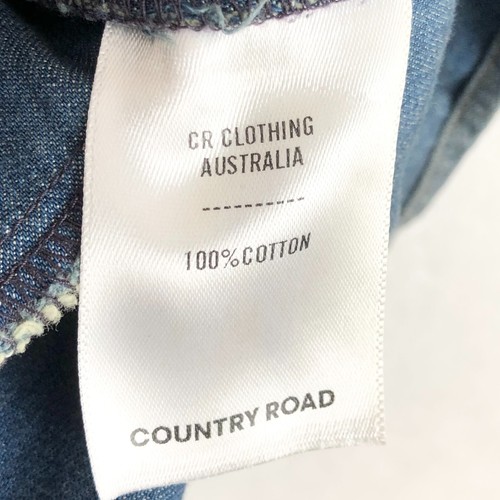 CR CLOTHING
AUSTRALIA
----------
100%COTTON
COUNTRY ROAD